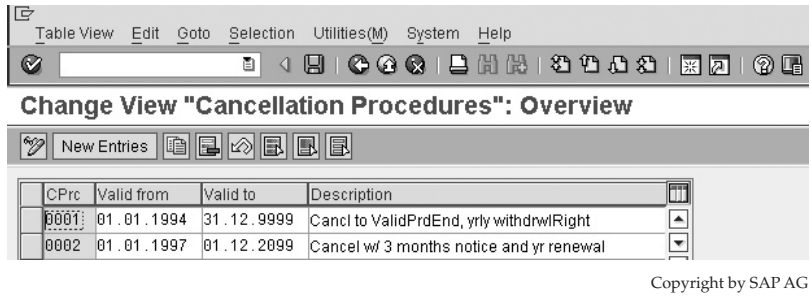 Table View Edit Goto Selection Utilities(M) System Help
Change View "Cancellation Procedures": Overview
New Entries
CPrc Valid from Valid to Description
0001 01.01.1994 31.12.9999 Cancl to ValidPrdEnd, yrly withdrwlRight
0002 01.01.1997 01.12.2099 Cancel w/ 3 months notice and yr renewal
Copyright by SAP AG